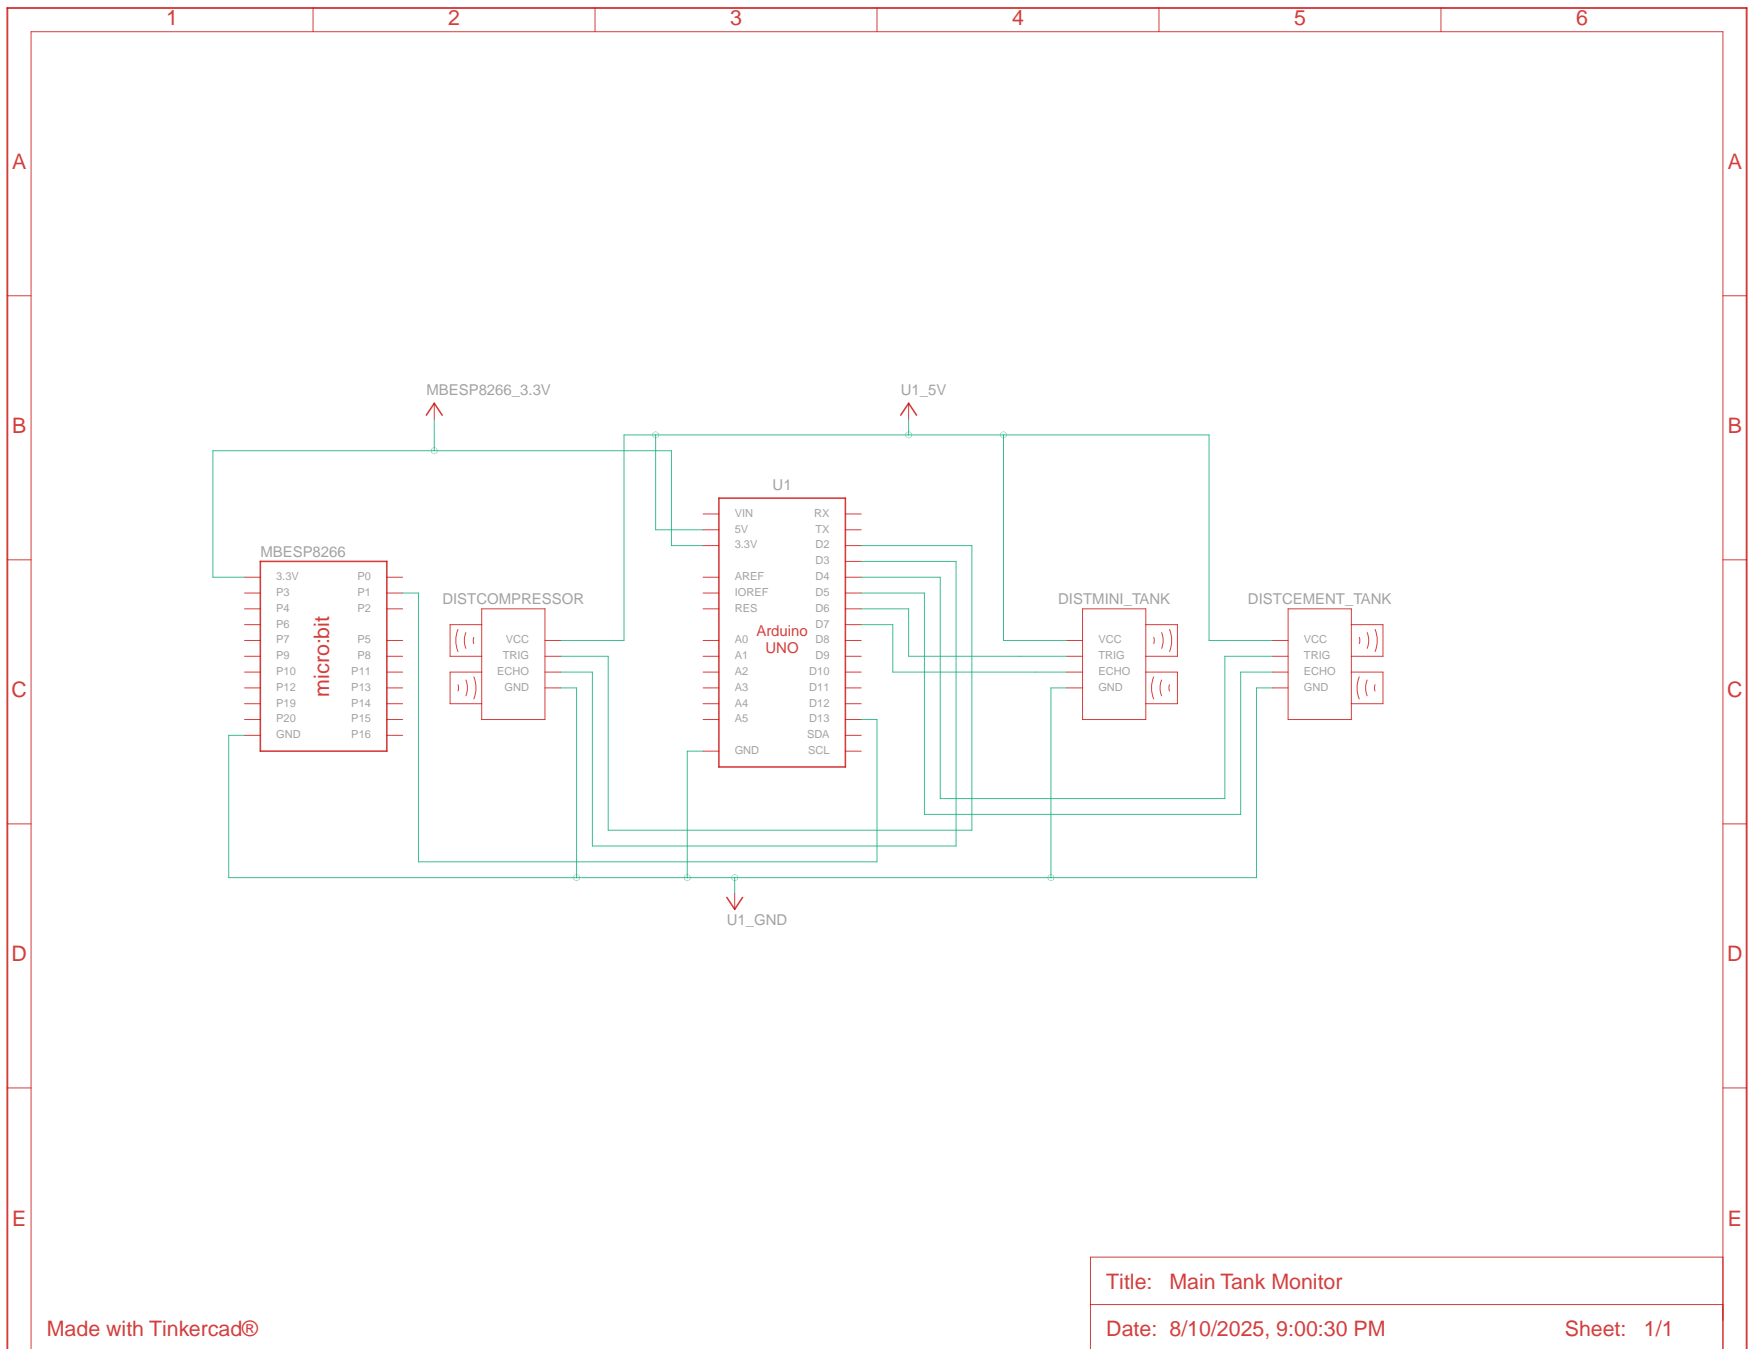 1 2 3 4 5 6
A A
B B
MBESP8266_3.3V
U1_5V
U1
VIN RX
5V TX
3.3V D2
D3
AREF D4
IOREF D5
RES D6
D7
A0 D8
A1 D9
A2 D10
A3 D11
A4 D12
A5 D13
SDA
GND SCL
Arduino
UNO
MBESP8266
3.3V P0
P3 P1
P4 P2
P6
P7 P5
P9 P8
P10 P11
P12 P13
P19 P14
P20 P15
GND P16
micro:bit
DISTCOMPRESSOR
VCC
TRIG
ECHO
GND
DISTMINI_TANK
VCC
TRIG
ECHO
GND
DISTCEMENT_TANK
VCC
TRIG
ECHO
GND
C C
U1_GND
D D
E E
Title: Main Tank Monitor
Made with Tinkercad®
Date: 8/10/2025, 9:00:30 PM Sheet: 1/1